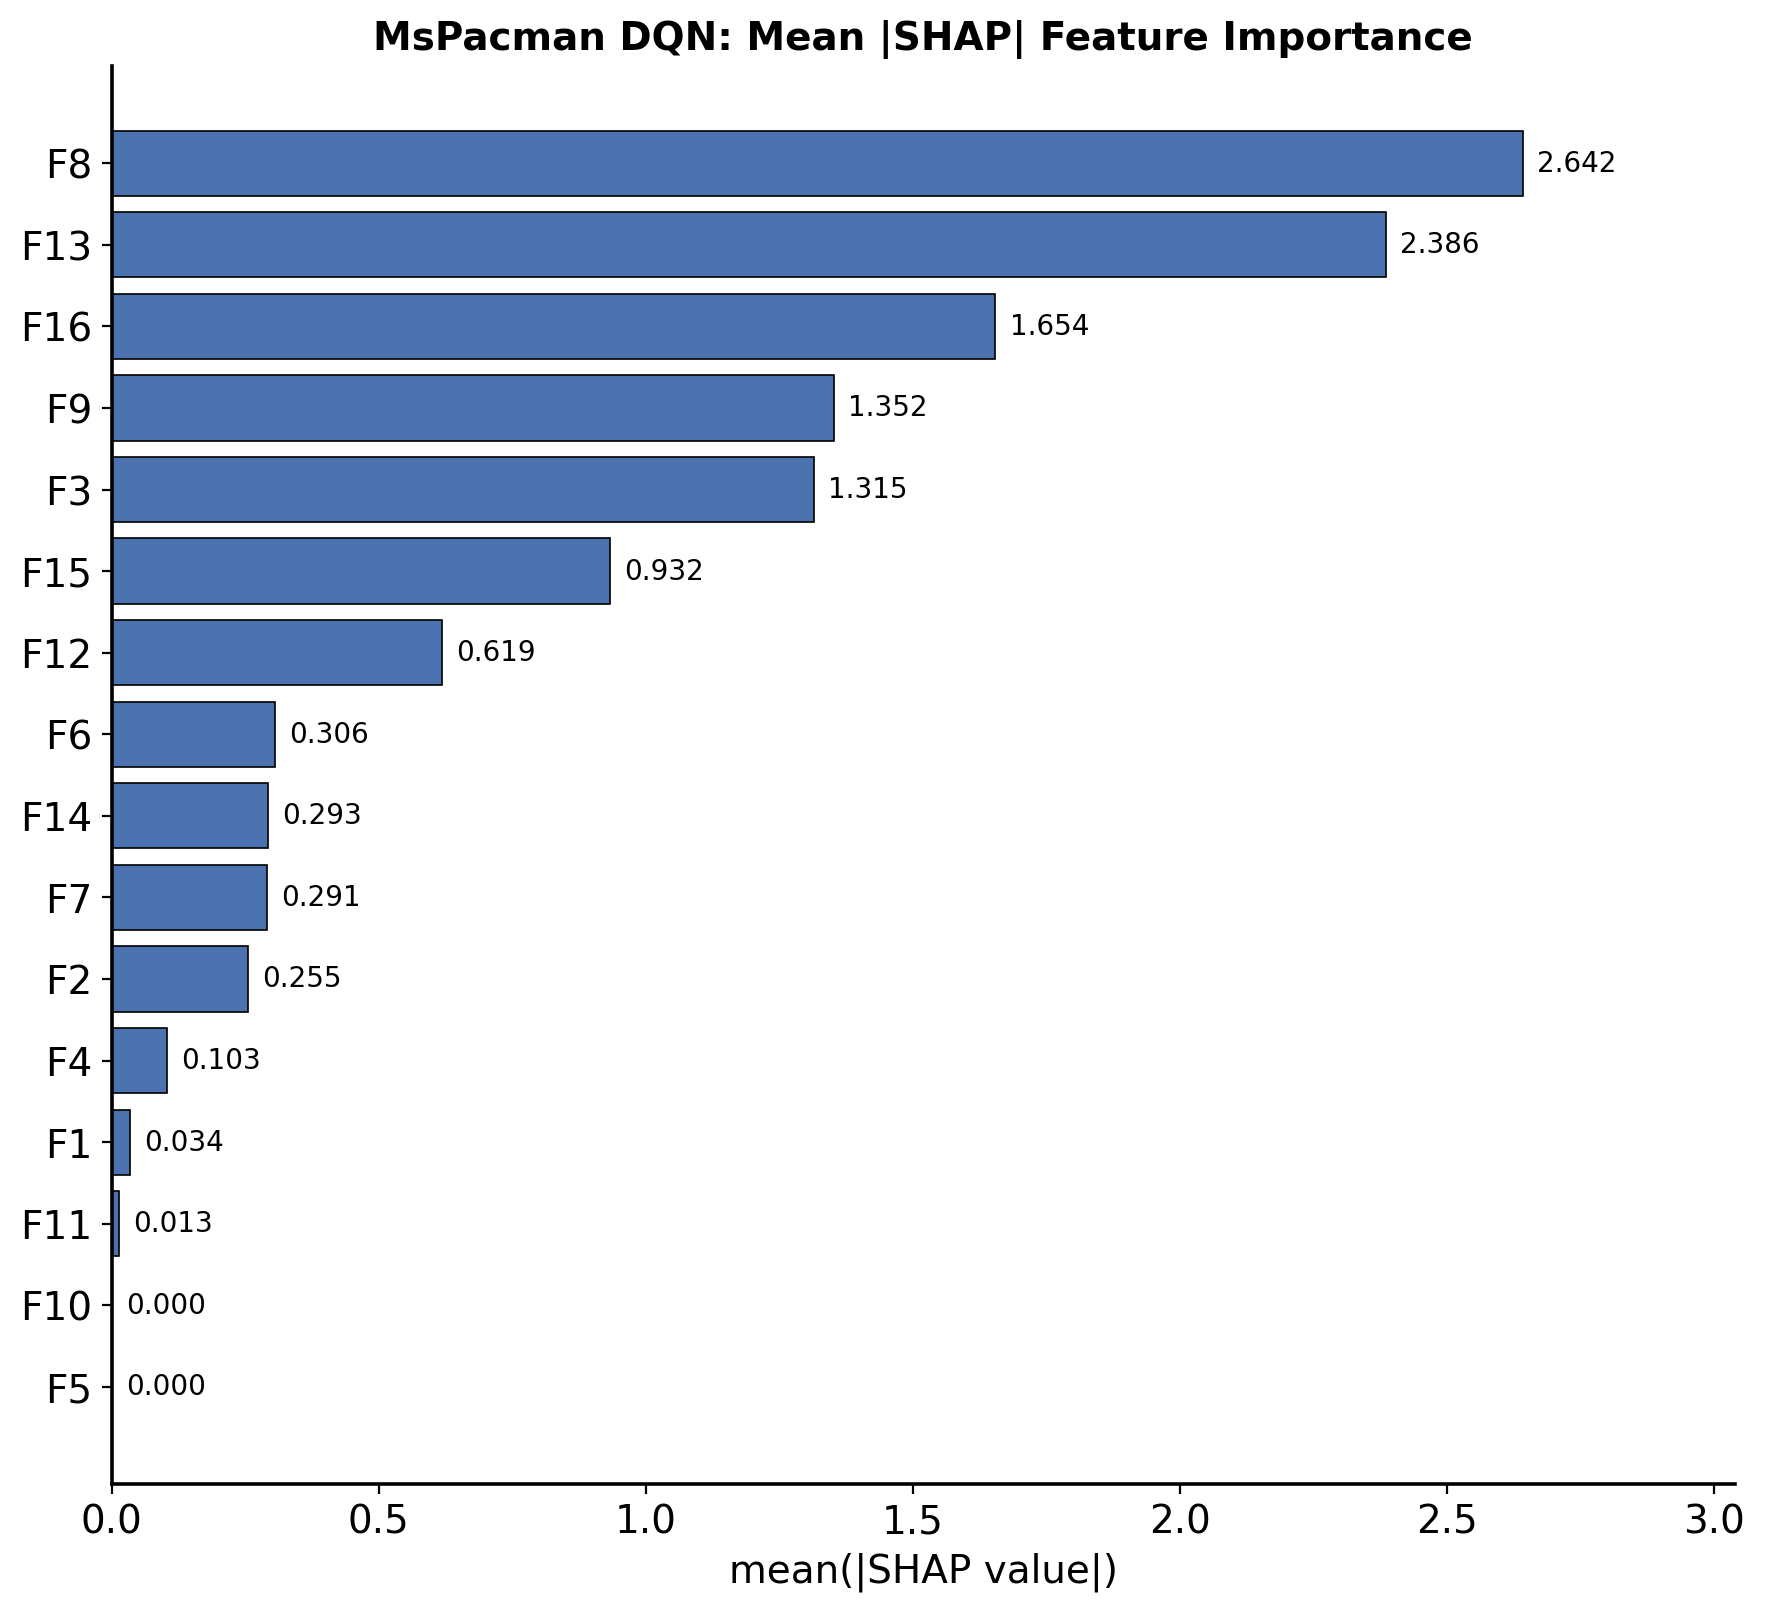 MsPacman DQN: Mean |SHAP| Feature Importance
F8 2.642
F13 2.386
F16 1.654
F9 1.352
F3 1.315
F15 0.932
F12 0.619
F6 0.306
F14 0.293
F7 0.291
F2 0.255
F4 0.103
F1 0.034
F11 0.013
F10 0.000
F5 0.000
0.0 0.5 1.0 1.5 2.0 2.5 3.0
mean(|SHAP value|)